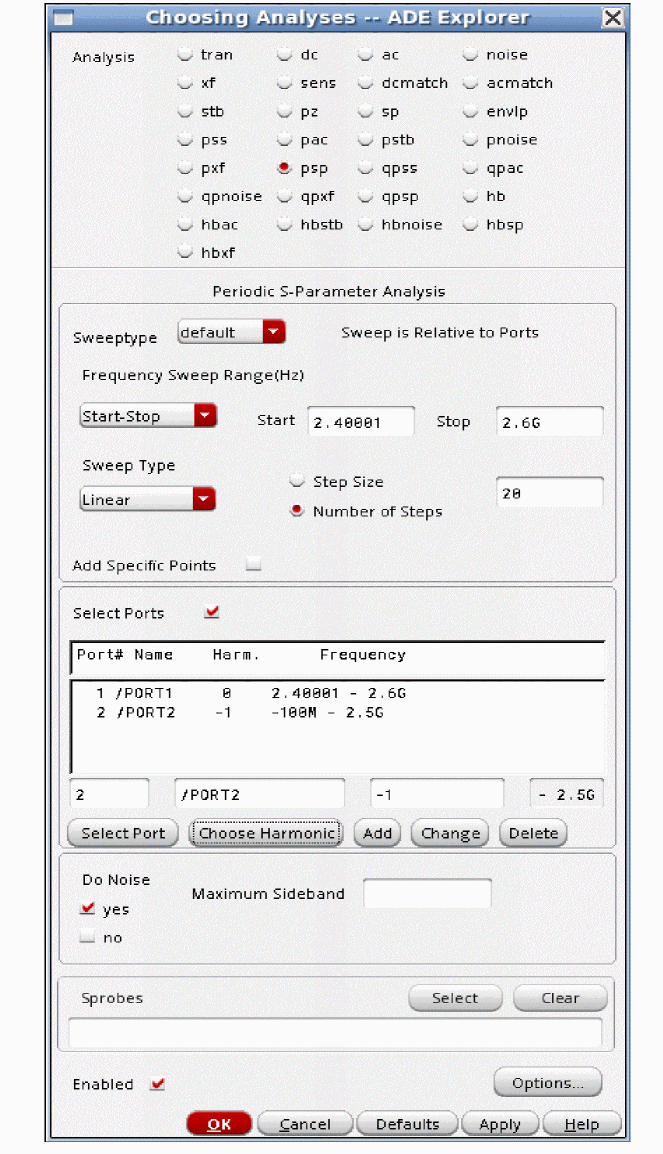 Choosing Analyses -- ADE Explorer
Analysis tran dc ac noise
xf sens dcmatch acmatch
stb pz sp envlp
pss pac pstb pnoise
pxf psp qpss qpac
qpnoise qpxf qpsp hb
hbac hbstb hbnoise hbsp
hbxf
Periodic S-Parameter Analysis
Sweeptype default Sweep is Relative to Ports
Frequency Sweep Range(Hz)
Start-Stop Start 2.40001 Stop 2.6G
Sweep Type
Linear
Step Size
Number of Steps
20
Add Specific Points
Select Ports
Port# Name Harm. Frequency
1 /PORT1 0 2.40001 - 2.6G
2 /PORT2 -1 -100M - 2.5G
2 /PORT2 -1 - 2.5G
Select Port Choose Harmonic Add Change Delete
Do Noise
yes
no
Maximum Sideband
Sprobes Select Clear
Enabled Options...
OK Cancel Defaults Apply Help